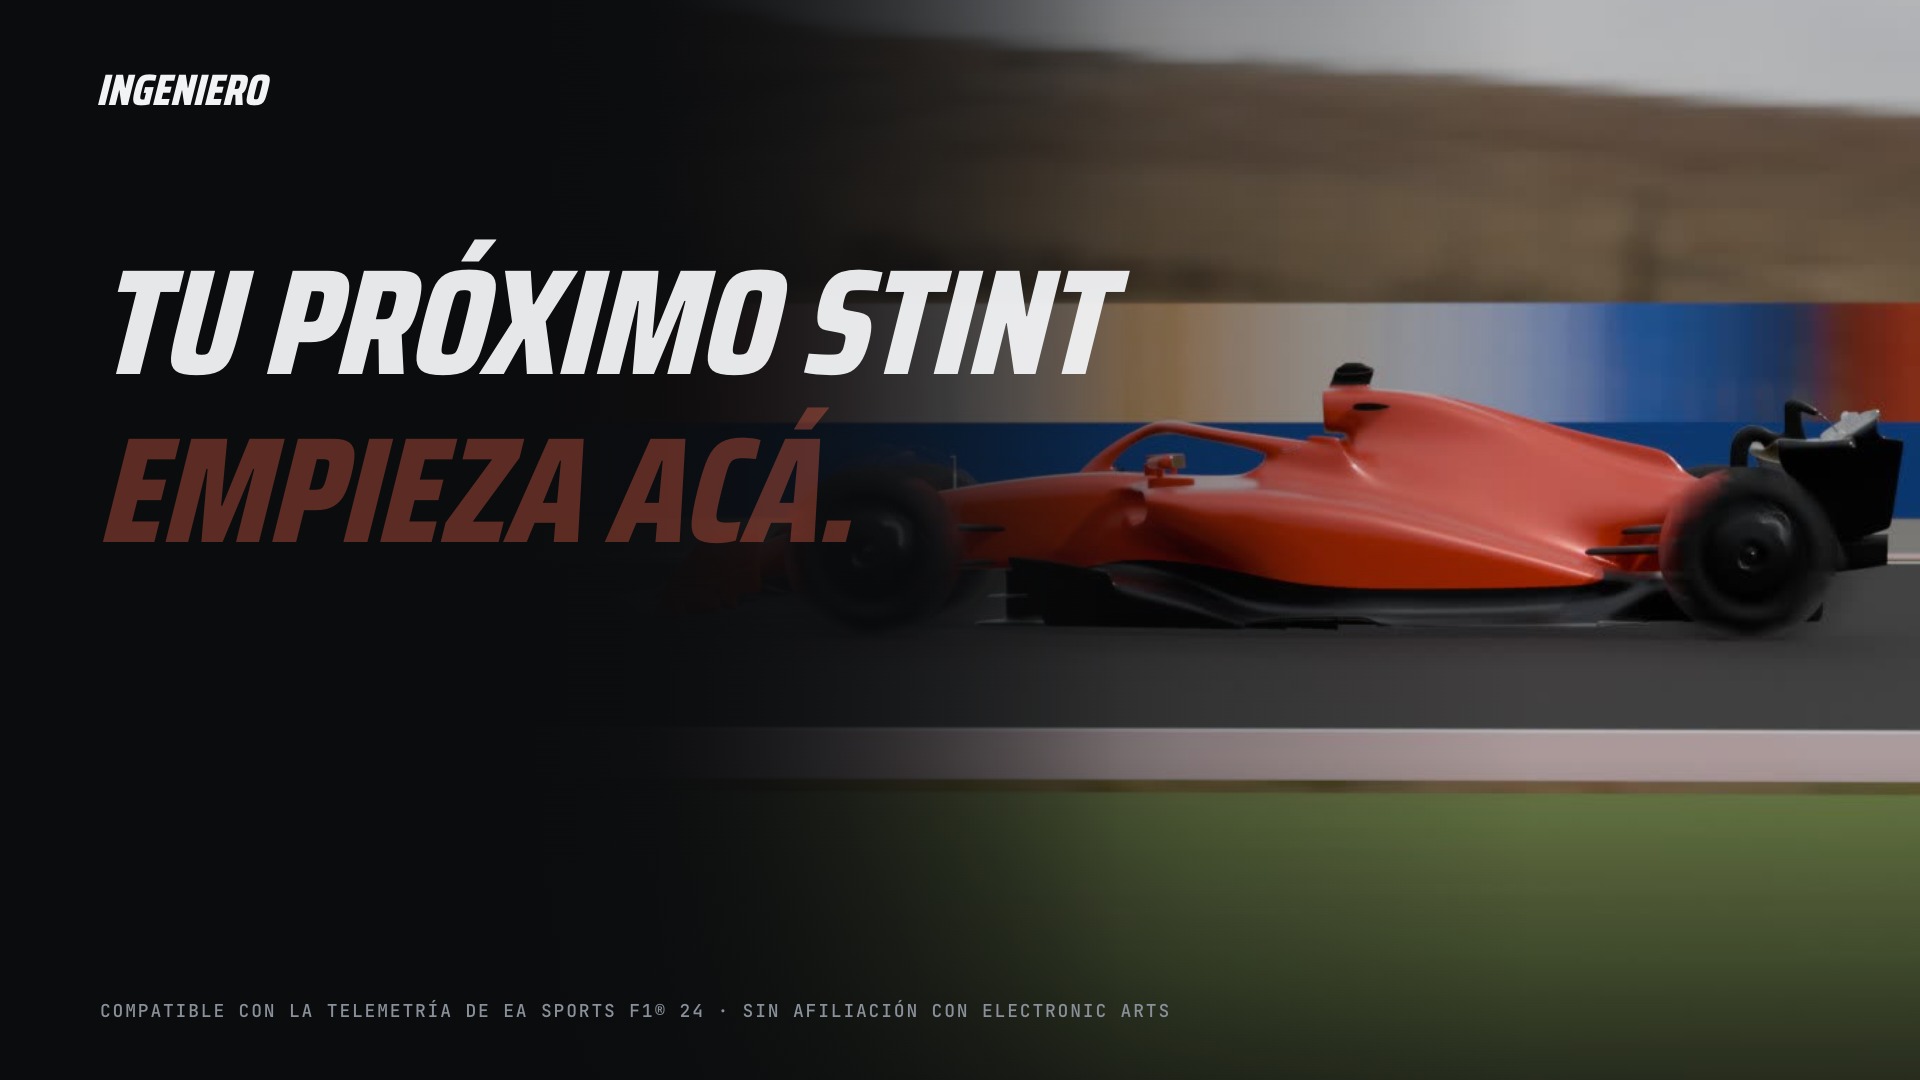 INGENIERO
TU PRÓXIMO STINT
EMPIEZA ACÁ.
COMPATIBLE CON LA TELEMETRÍA DE EA SPORTS F1® 24 · SIN AFILIACIÓN CON ELECTRONIC ARTS